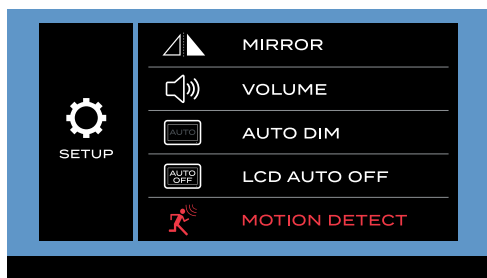 SETUP
MIRROR
VOLUME
AUTO
AUTO DIM
AUTO
OFF
LCD AUTO OFF
MOTION DETECT